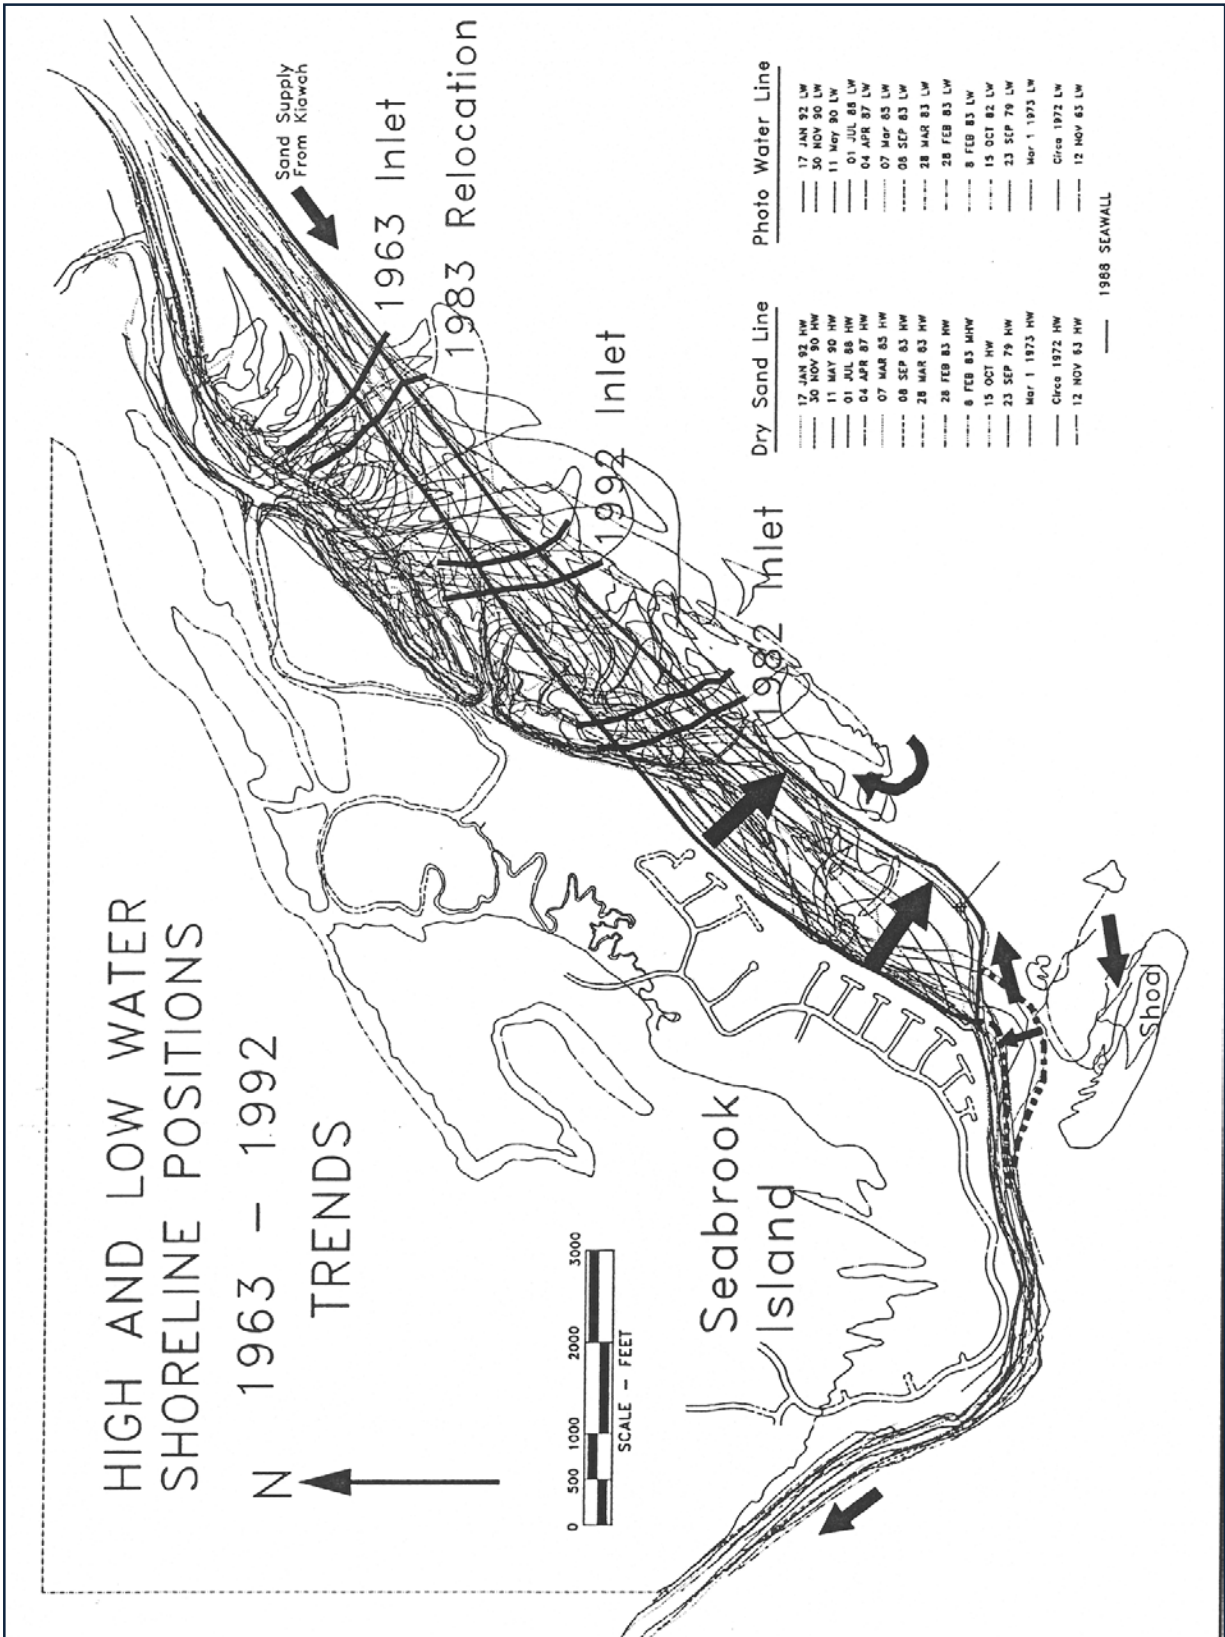 HIGH AND LOW WATER
SHORELINE POSITIONS
1963 - 1992
TRENDS
N
0 500 1000 2000 3000
SCALE - FEET
Seabrook
Island
Shoal
Sand Supply
From Kiawah
1963 Inlet
1983 Relocation
1992 Inlet
1982 Inlet
Dry Sand Line
17 JAN 92 HW
30 NOV 90 HW
11 MAY 90 HW
01 JUL 88 HW
04 APR 87 HW
07 MAR 85 HW
08 SEP 83 HW
28 MAR 83 HW
28 FEB 83 HW
8 FEB 83 MHW
15 OCT HW
23 SEP 79 HW
Mar 1 1973 HW
Circa 1972 HW
12 NOV 63 HW
Photo Water Line
17 JAN 92 LW
30 NOV 90 LW
11 May 90 LW
01 JUL 88 LW
04 APR 87 LW
07 Mar 85 LW
08 SEP 83 LW
28 MAR 83 LW
28 FEB 83 LW
8 FEB 83 LW
15 OCT 82 LW
23 SEP 79 LW
Mar 1 1973 LW
Circa 1972 LW
12 NOV 63 LW
1988 SEAWALL